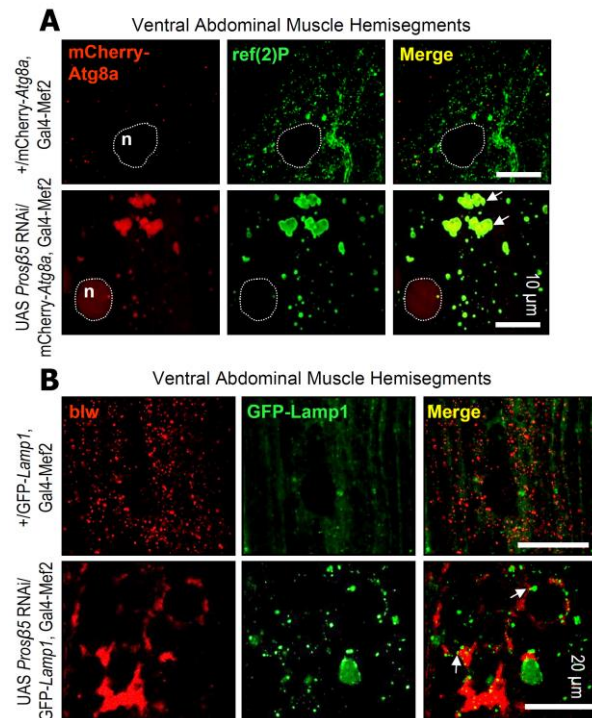 A
Ventral Abdominal Muscle Hemisegments
mCherry-
Atg8a
ref(2)P
Merge
+/mCherry-Atg8a,
Gal4-Mef2
n
UAS Prosβ5 RNAi/
mCherry-Atg8a, Gal4-Mef2
n
10 µm
B
Ventral Abdominal Muscle Hemisegments
blw
GFP-Lamp1
Merge
+/GFP-Lamp1,
Gal4-Mef2
UAS Prosβ5 RNAi/
GFP-Lamp1, Gal4-Mef2
20 µm